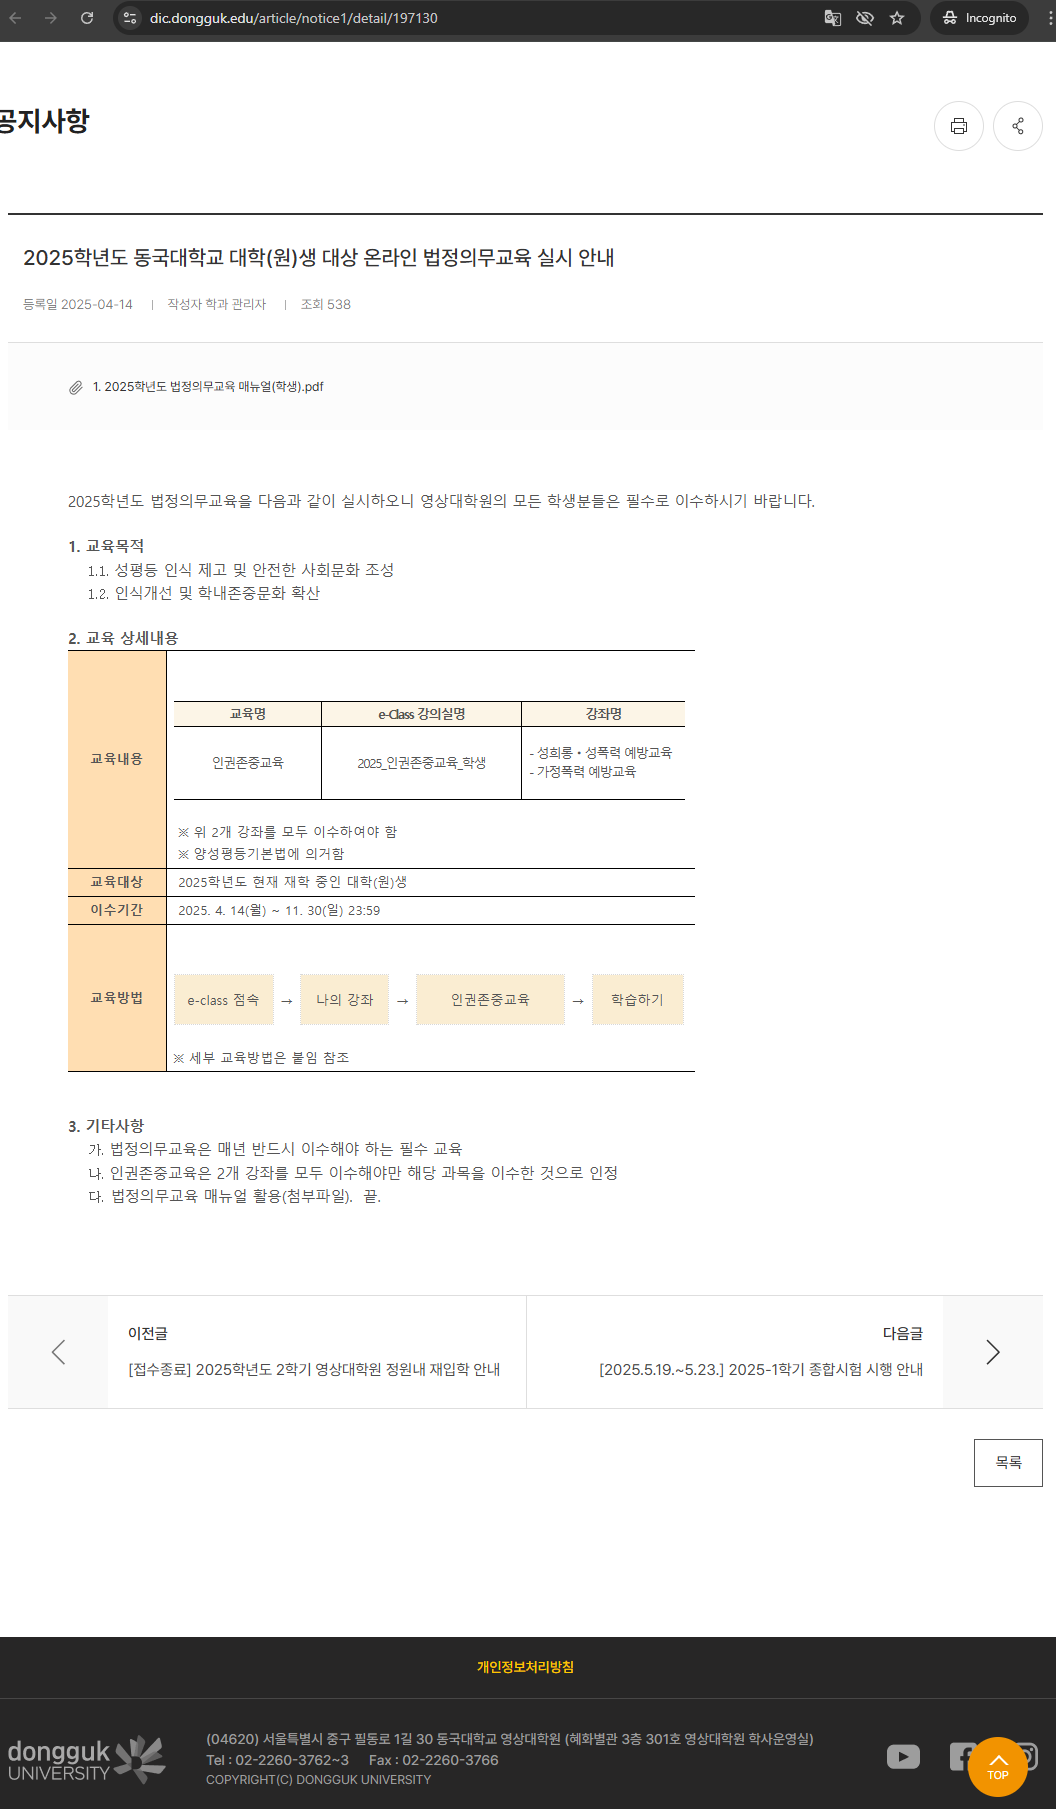 dic.dongguk.edu/article/notice1/detail/197130
Incognito
공지사항
2025학년도 동국대학교 대학(원)생 대상 온라인 법정의무교육 실시 안내
등록일 2025-04-14 | 작성자 학과 관리자 | 조회 538
1. 2025학년도 법정의무교육 매뉴얼(학생).pdf
2025학년도 법정의무교육을 다음과 같이 실시하오니 영상대학원의 모든 학생분들은 필수로 이수하시기 바랍니다.
1. 교육목적
1.1. 성평등 인식 제고 및 안전한 사회문화 조성
1.2. 인식개선 및 학내존중문화 확산
2. 교육 상세내용
교육내용
교육명 e-Class 강의실명 강좌명
인권존중교육 2025_인권존중교육_학생
- 성희롱・성폭력 예방교육
- 가정폭력 예방교육
※ 위 2개 강좌를 모두 이수하여야 함
※ 양성평등기본법에 의거함
교육대상 2025학년도 현재 재학 중인 대학(원)생
이수기간 2025. 4. 14(월) ~ 11. 30(일) 23:59
교육방법 e-class 접속 → 나의 강좌 → 인권존중교육 → 학습하기
※ 세부 교육방법은 붙임 참조
3. 기타사항
가. 법정의무교육은 매년 반드시 이수해야 하는 필수 교육
나. 인권존중교육은 2개 강좌를 모두 이수해야만 해당 과목을 이수한 것으로 인정
다. 법정의무교육 매뉴얼 활용(첨부파일). 끝.
이전글
[접수종료] 2025학년도 2학기 영상대학원 정원내 재입학 안내
다음글
[2025.5.19.~5.23.] 2025-1학기 종합시험 시행 안내
목록
개인정보처리방침
dongguk
UNIVERSITY
(04620) 서울특별시 중구 필동로 1길 30 동국대학교 영상대학원 (혜화별관 3층 301호 영상대학원 학사운영실)
Tel : 02-2260-3762~3 Fax : 02-2260-3766
COPYRIGHT(C) DONGGUK UNIVERSITY
TOP